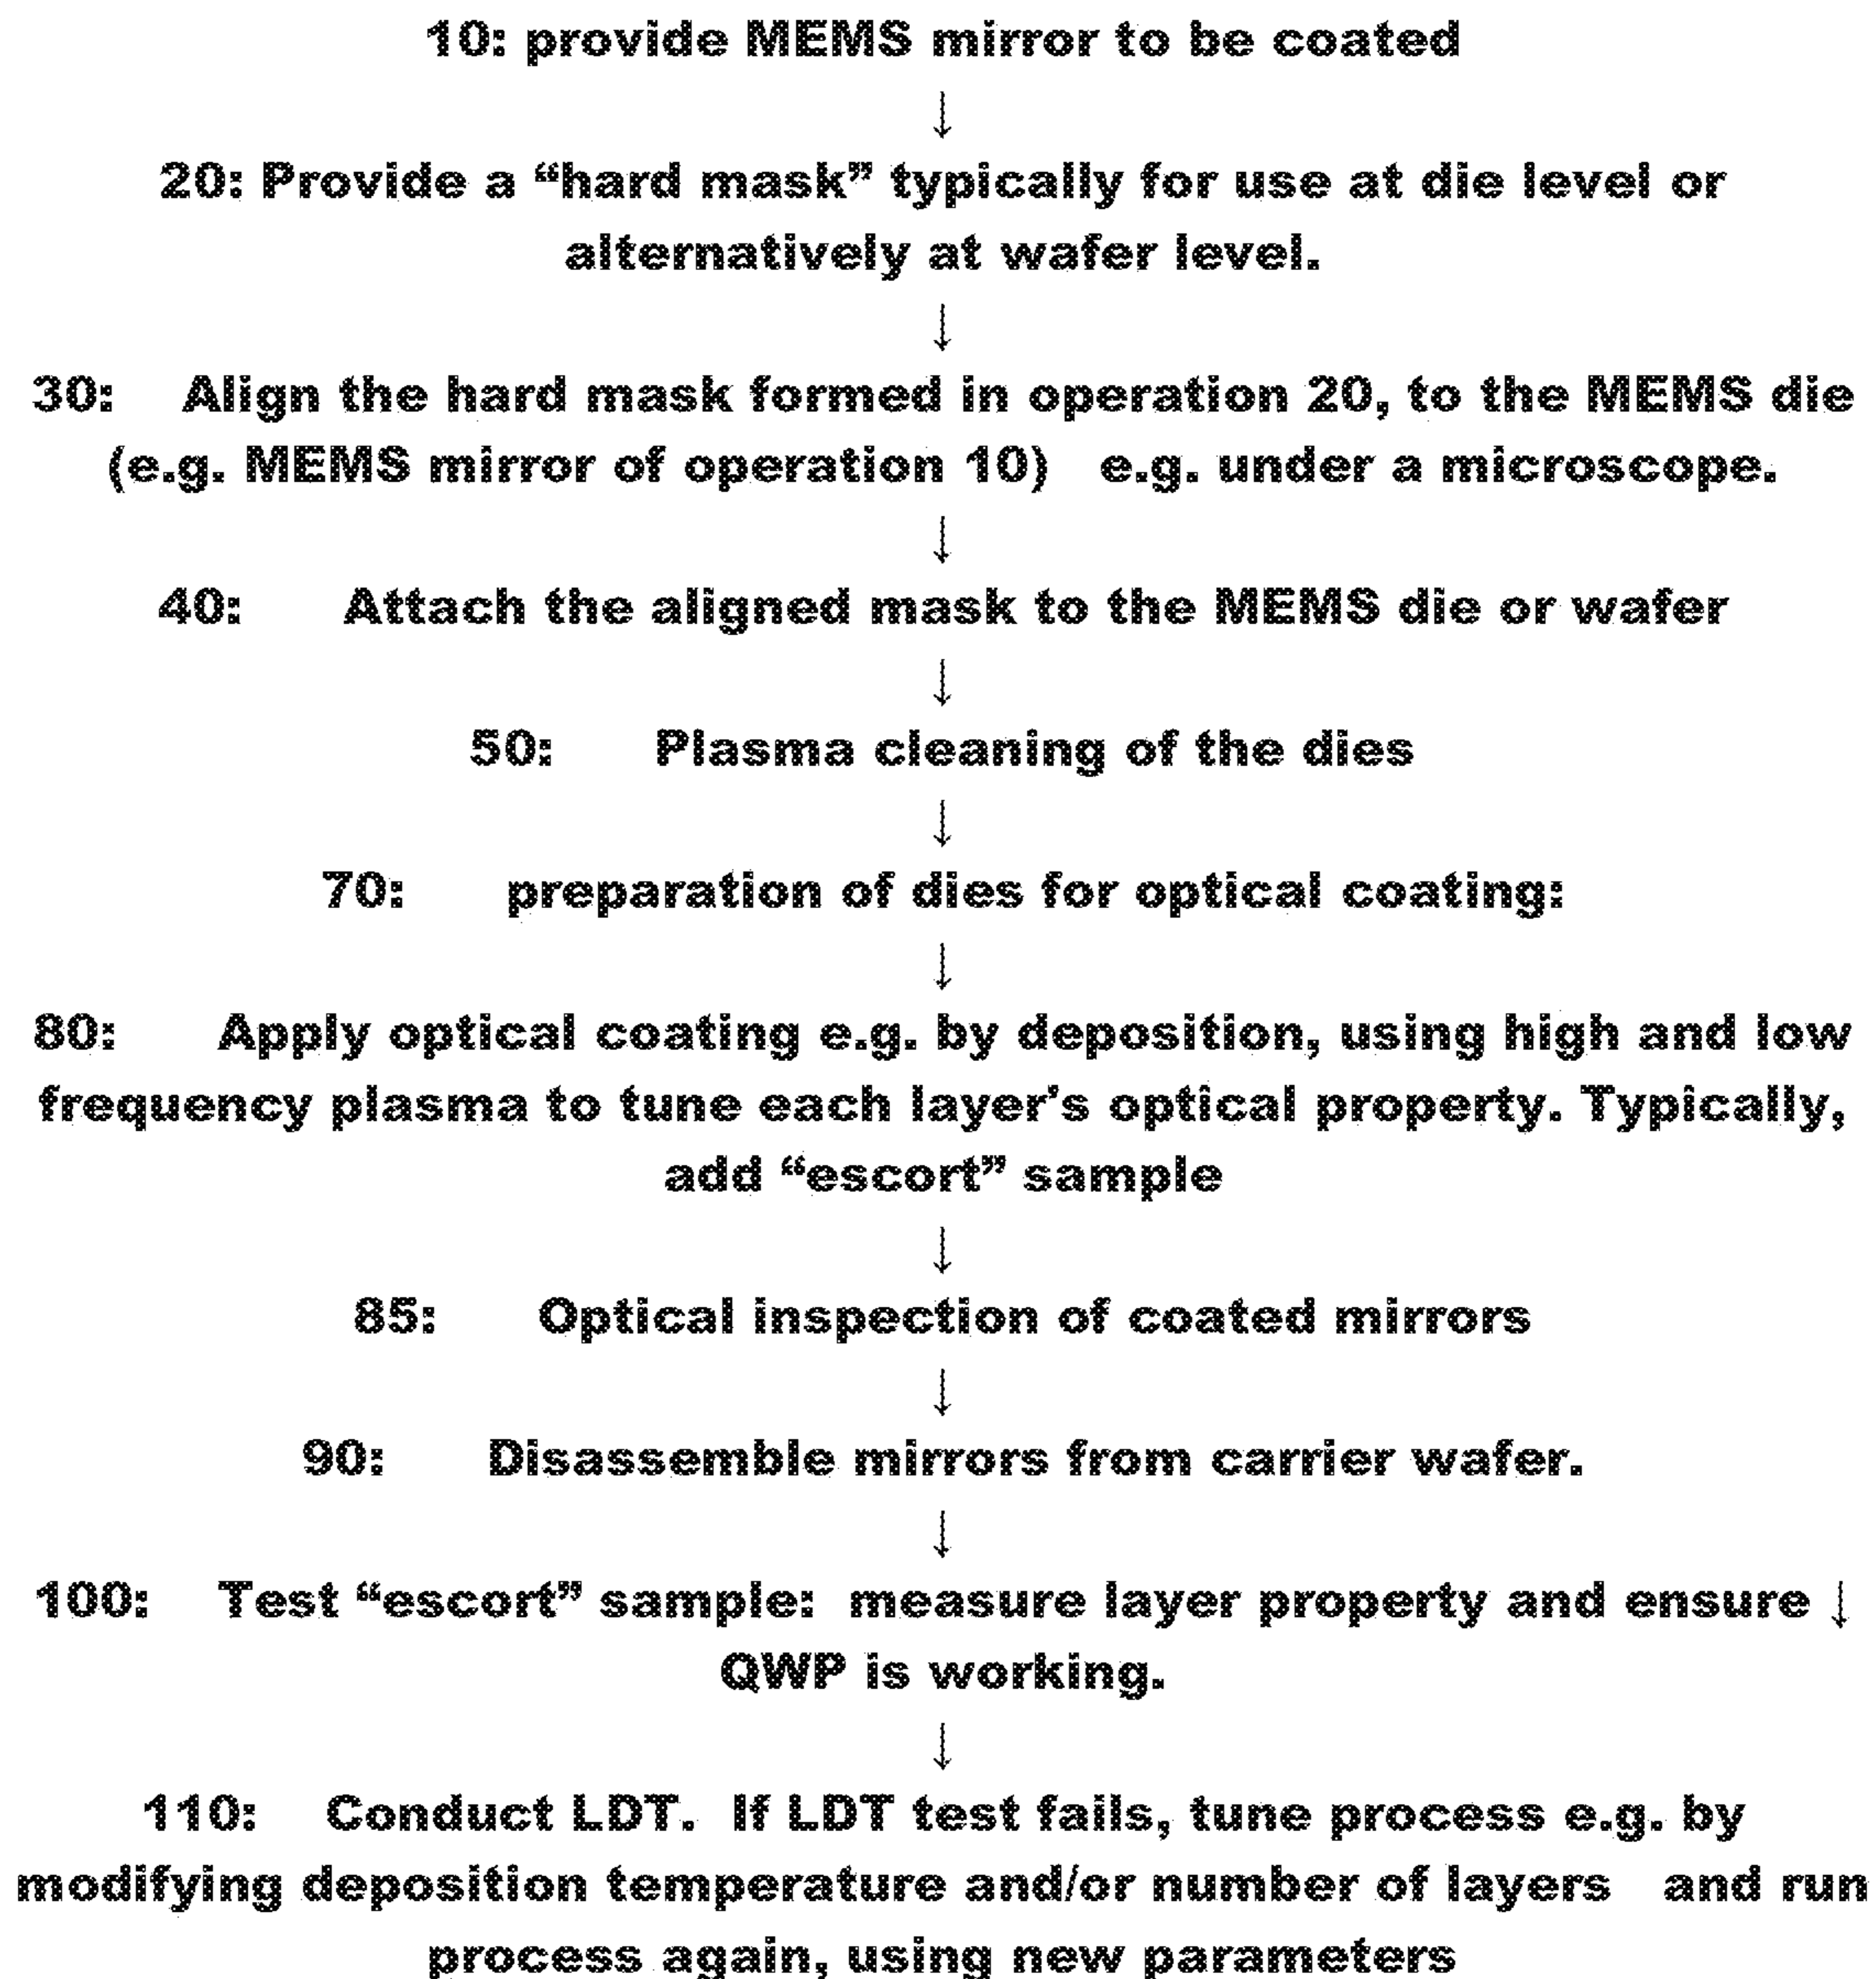 10: provide MEMS mirror to be coated
↓
20: Provide a “hard mask” typically for use at die level or
alternatively at wafer level.
↓
30: Align the hard mask formed in operation 20, to the MEMS die
(e.g. MEMS mirror of operation 10) e.g. under a microscope.
↓
40: Attach the aligned mask to the MEMS die or wafer
↓
50: Plasma cleaning of the dies
↓
70: preparation of dies for optical coating:
↓
80: Apply optical coating e.g. by deposition, using high and low
frequency plasma to tune each layer's optical property. Typically,
add “escort” sample
↓
85: Optical inspection of coated mirrors
↓
90: Disassemble mirrors from carrier wafer.
↓
100: Test “escort” sample: measure layer property and ensure ↓
QWP is working.
↓
110: Conduct LDT. If LDT test fails, tune process e.g. by
modifying deposition temperature and/or number of layers and run
process again, using new parameters